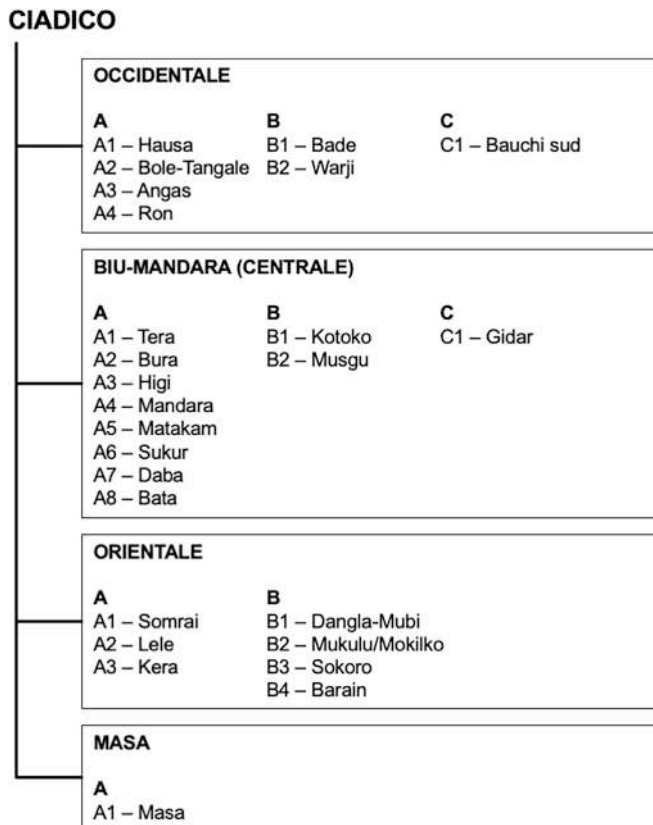 CIADICO
OCCIDENTALE
A B C
A1 – Hausa B1 – Bade C1 – Bauchi sud
A2 – Bole-Tangale B2 – Warji
A3 – Angas
A4 – Ron
BIU-MANDARA (CENTRALE)
A B C
A1 – Tera B1 – Kotoko C1 – Gidar
A2 – Bura B2 – Musgu
A3 – Higi
A4 – Mandara
A5 – Matakam
A6 – Sukur
A7 – Daba
A8 – Bata
ORIENTALE
A B
A1 – Somrai B1 – Dangla-Mubi
A2 – Lele B2 – Mukulu/Mokilko
A3 – Kera B3 – Sokoro
B4 – Barain
MASA
A
A1 – Masa